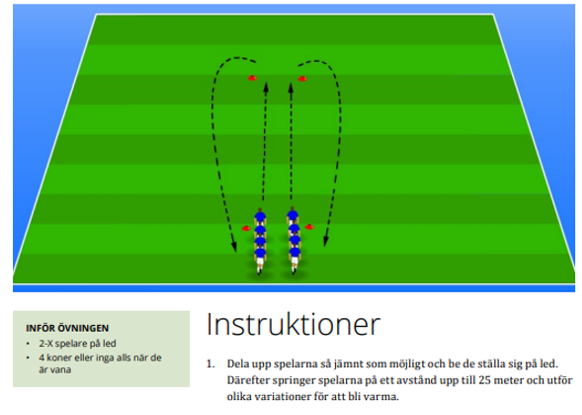 INFÖR ÖVNINGEN
• 2-X spelare på led
• 4 koner eller inga alls när de
är vana
Instruktioner
1. Dela upp spelarna så jämnt som möjligt och be de ställa sig på led.
Därefter springer spelarna på ett avstånd upp till 25 meter och utför
olika variationer för att bli varma.